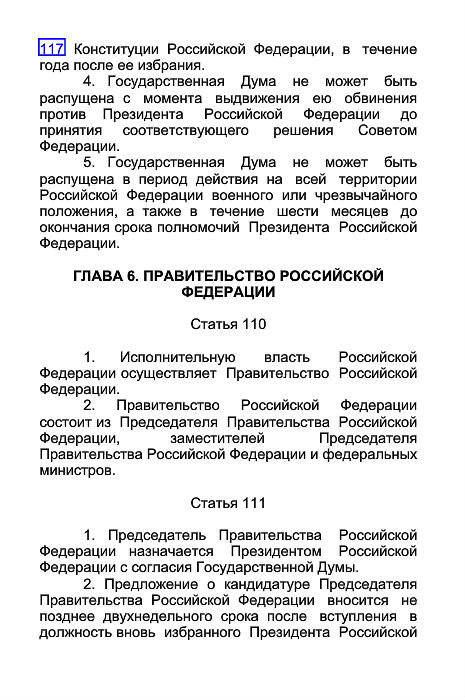 117 Конституции Российской Федерации, в течение
года после ее избрания.
4. Государственная Дума не может быть
распущена с момента выдвижения ею обвинения
против Президента Российской Федерации до
принятия соответствующего решения Советом
Федерации.
5. Государственная Дума не может быть
распущена в период действия на всей территории
Российской Федерации военного или чрезвычайного
положения, а также в течение шести месяцев до
окончания срока полномочий Президента Российской
Федерации.
ГЛАВА 6. ПРАВИТЕЛЬСТВО РОССИЙСКОЙ
ФЕДЕРАЦИИ
Статья 110
1. Исполнительную власть Российской
Федерации осуществляет Правительство Российской
Федерации.
2. Правительство Российской Федерации
состоит из Председателя Правительства Российской
Федерации, заместителей Председателя
Правительства Российской Федерации и федеральных
министров.
Статья 111
1. Председатель Правительства Российской
Федерации назначается Президентом Российской
Федерации с согласия Государственной Думы.
2. Предложение о кандидатуре Председателя
Правительства Российской Федерации вносится не
позднее двухнедельного срока после вступления в
должность вновь избранного Президента Российской